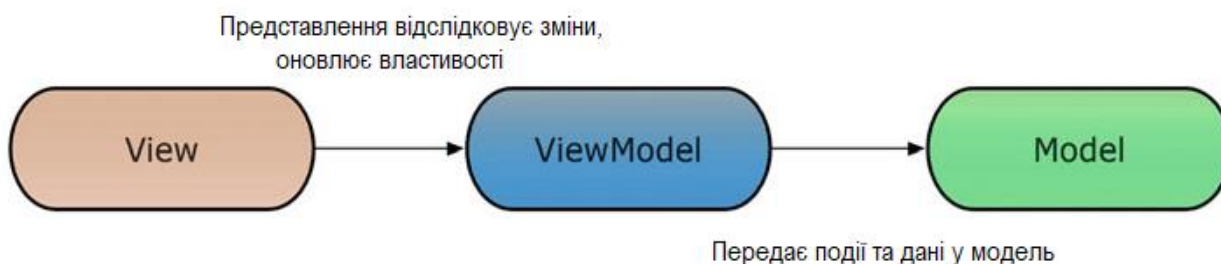 Представлення відслідковує зміни,
оновлює властивості
View
ViewModel
Model
Передає події та дані у модель